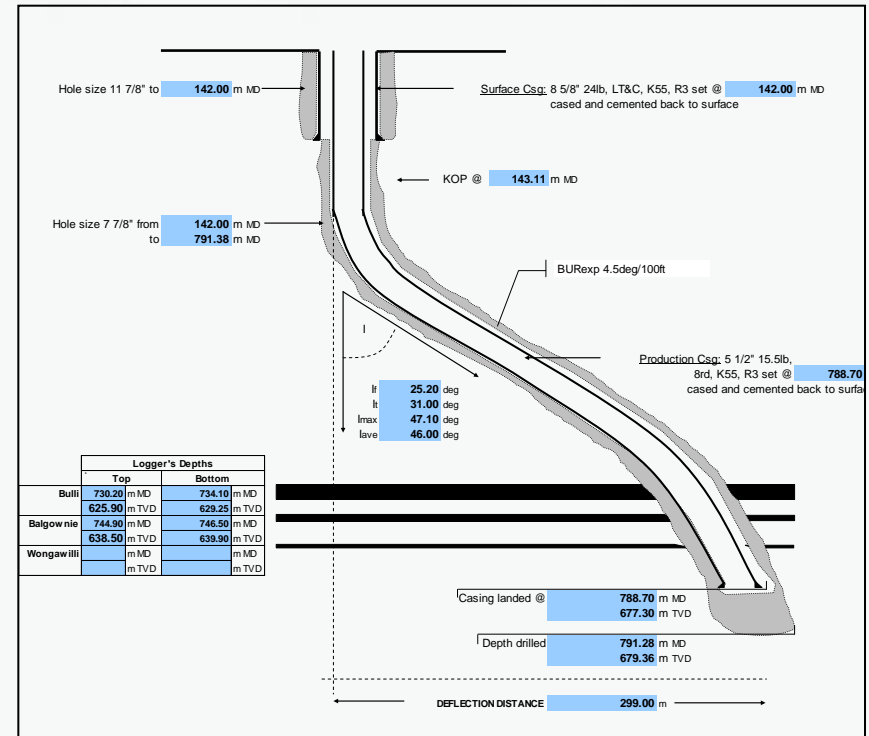 Hole size 11 7/8" to 142.00 m MD
Surface Csg: 8 5/8" 24lb, LT&C, K55, R3 set @ 142.00 m MD
cased and cemented back to surface
KOP @ 143.11 m MD
Hole size 7 7/8" from 142.00 m MD
to 791.38 m MD
BURexp 4.5deg/100ft
I
Production Csg: 5 1/2" 15.5lb,
8rd, K55, R3 set @ 788.70
cased and cemented back to surfa
If 25.20 deg
It 31.00 deg
Imax 47.10 deg
Iave 46.00 deg
Logger's Depths
Top Bottom
Bulli 730.20 m MD 734.10 m MD
625.90 m TVD 629.25 m TVD
Balgownie 744.90 m MD 746.50 m MD
638.50 m TVD 639.90 m TVD
Wongawilli m MD m MD
m TVD m TVD
Casing landed @ 788.70 m MD
677.30 m TVD
Depth drilled 791.28 m MD
679.36 m TVD
DEFLECTION DISTANCE 299.00 m